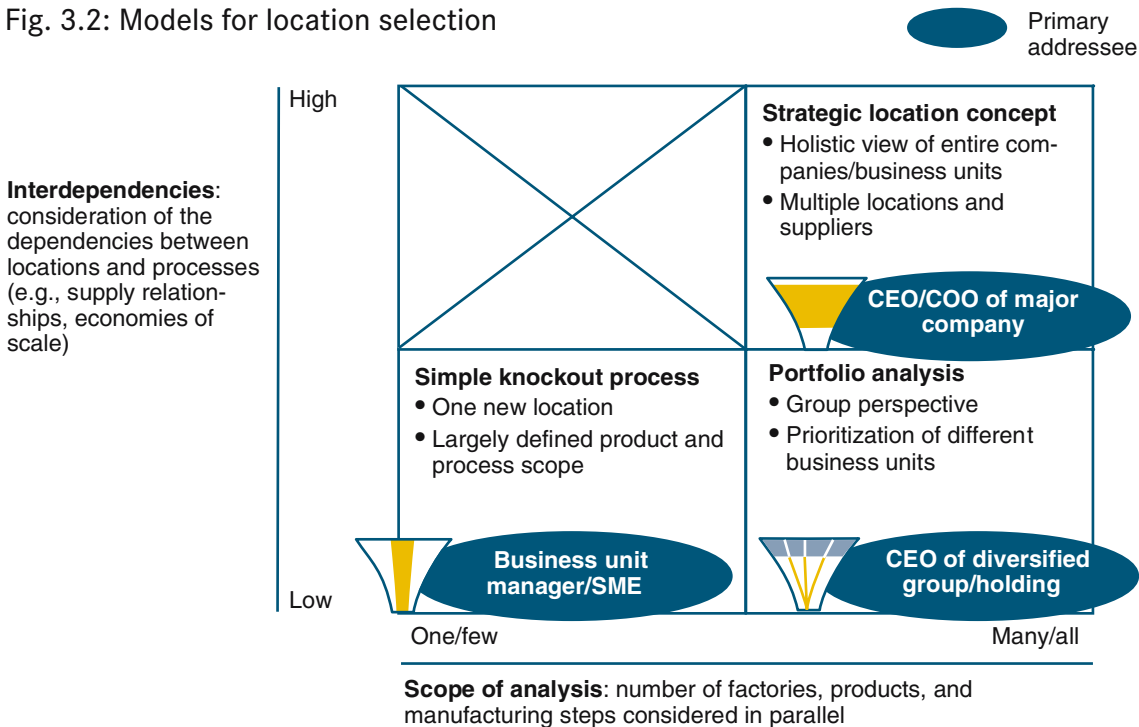 Fig. 3.2: Models for location selection
Primary
addressee
High
Interdependencies:
consideration of the
dependencies between
locations and processes
(e.g., supply relation-
ships, economies of
scale)
Strategic location concept
• Holistic view of entire com-
panies/business units
• Multiple locations and
suppliers
CEO/COO of major
company
Simple knockout process
• One new location
• Largely defined product and
process scope
Business unit
manager/SME
Portfolio analysis
• Group perspective
• Prioritization of different
business units
CEO of diversified
group/holding
Low
One/few
Many/all
Scope of analysis: number of factories, products, and
manufacturing steps considered in parallel